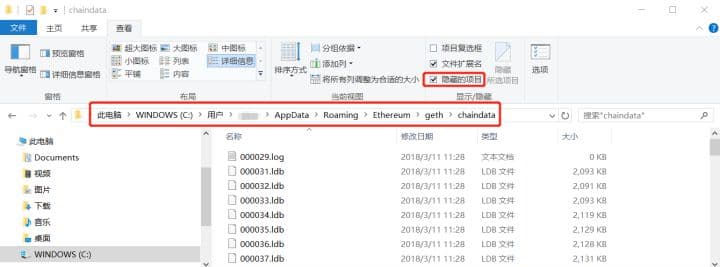 chaindata
文件 主页 共享 查看
导航窗格
预览窗格
详细信息窗格
窗格
超大图标 大图标 中图标
小图标 列表 详细信息
平铺 内容
布局
排序方式
分组依据
添加列
将所有列调整为合适的大小
当前视图
项目复选框
文件扩展名
隐藏的项目
隐藏
所选项目
显示/隐藏
选项
此电脑 > WINDOWS (C:) > 用户 > > AppData > Roaming > Ethereum > geth > chaindata
搜索"chaindata"
此电脑
Documents
视频
图片
下载
音乐
桌面
WINDOWS (C:)
名称 修改日期 类型 大小
000029.log 2018/3/11 11:28 文本文档 0 KB
000031.ldb 2018/3/11 11:28 LDB 文件 2,093 KB
000032.ldb 2018/3/11 11:28 LDB 文件 2,091 KB
000033.ldb 2018/3/11 11:28 LDB 文件 2,093 KB
000034.ldb 2018/3/11 11:28 LDB 文件 2,119 KB
000035.ldb 2018/3/11 11:28 LDB 文件 2,129 KB
000036.ldb 2018/3/11 11:28 LDB 文件 2,128 KB
000037.ldb 2018/3/11 11:28 LDB 文件 2,131 KB